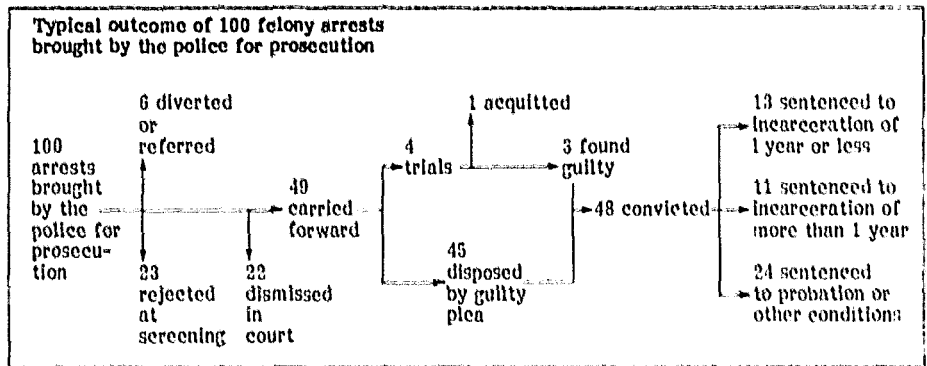 Typical outcome of 100 felony arrests
brought by the police for prosecution
100
arrests
brought
by the
police for
prosecu-
tion
6 diverted
or
referred
23
rejected
at
screening
22
dismissed
in
court
49
carried
forward
4
trials
1 acquitted
3 found
guilty
45
disposed
by guilty
plea
48 convicted
13 sentenced to
incarceration of
1 year or less
11 sentenced to
incarceration of
more than 1 year
24 sentenced
to probation or
other conditions